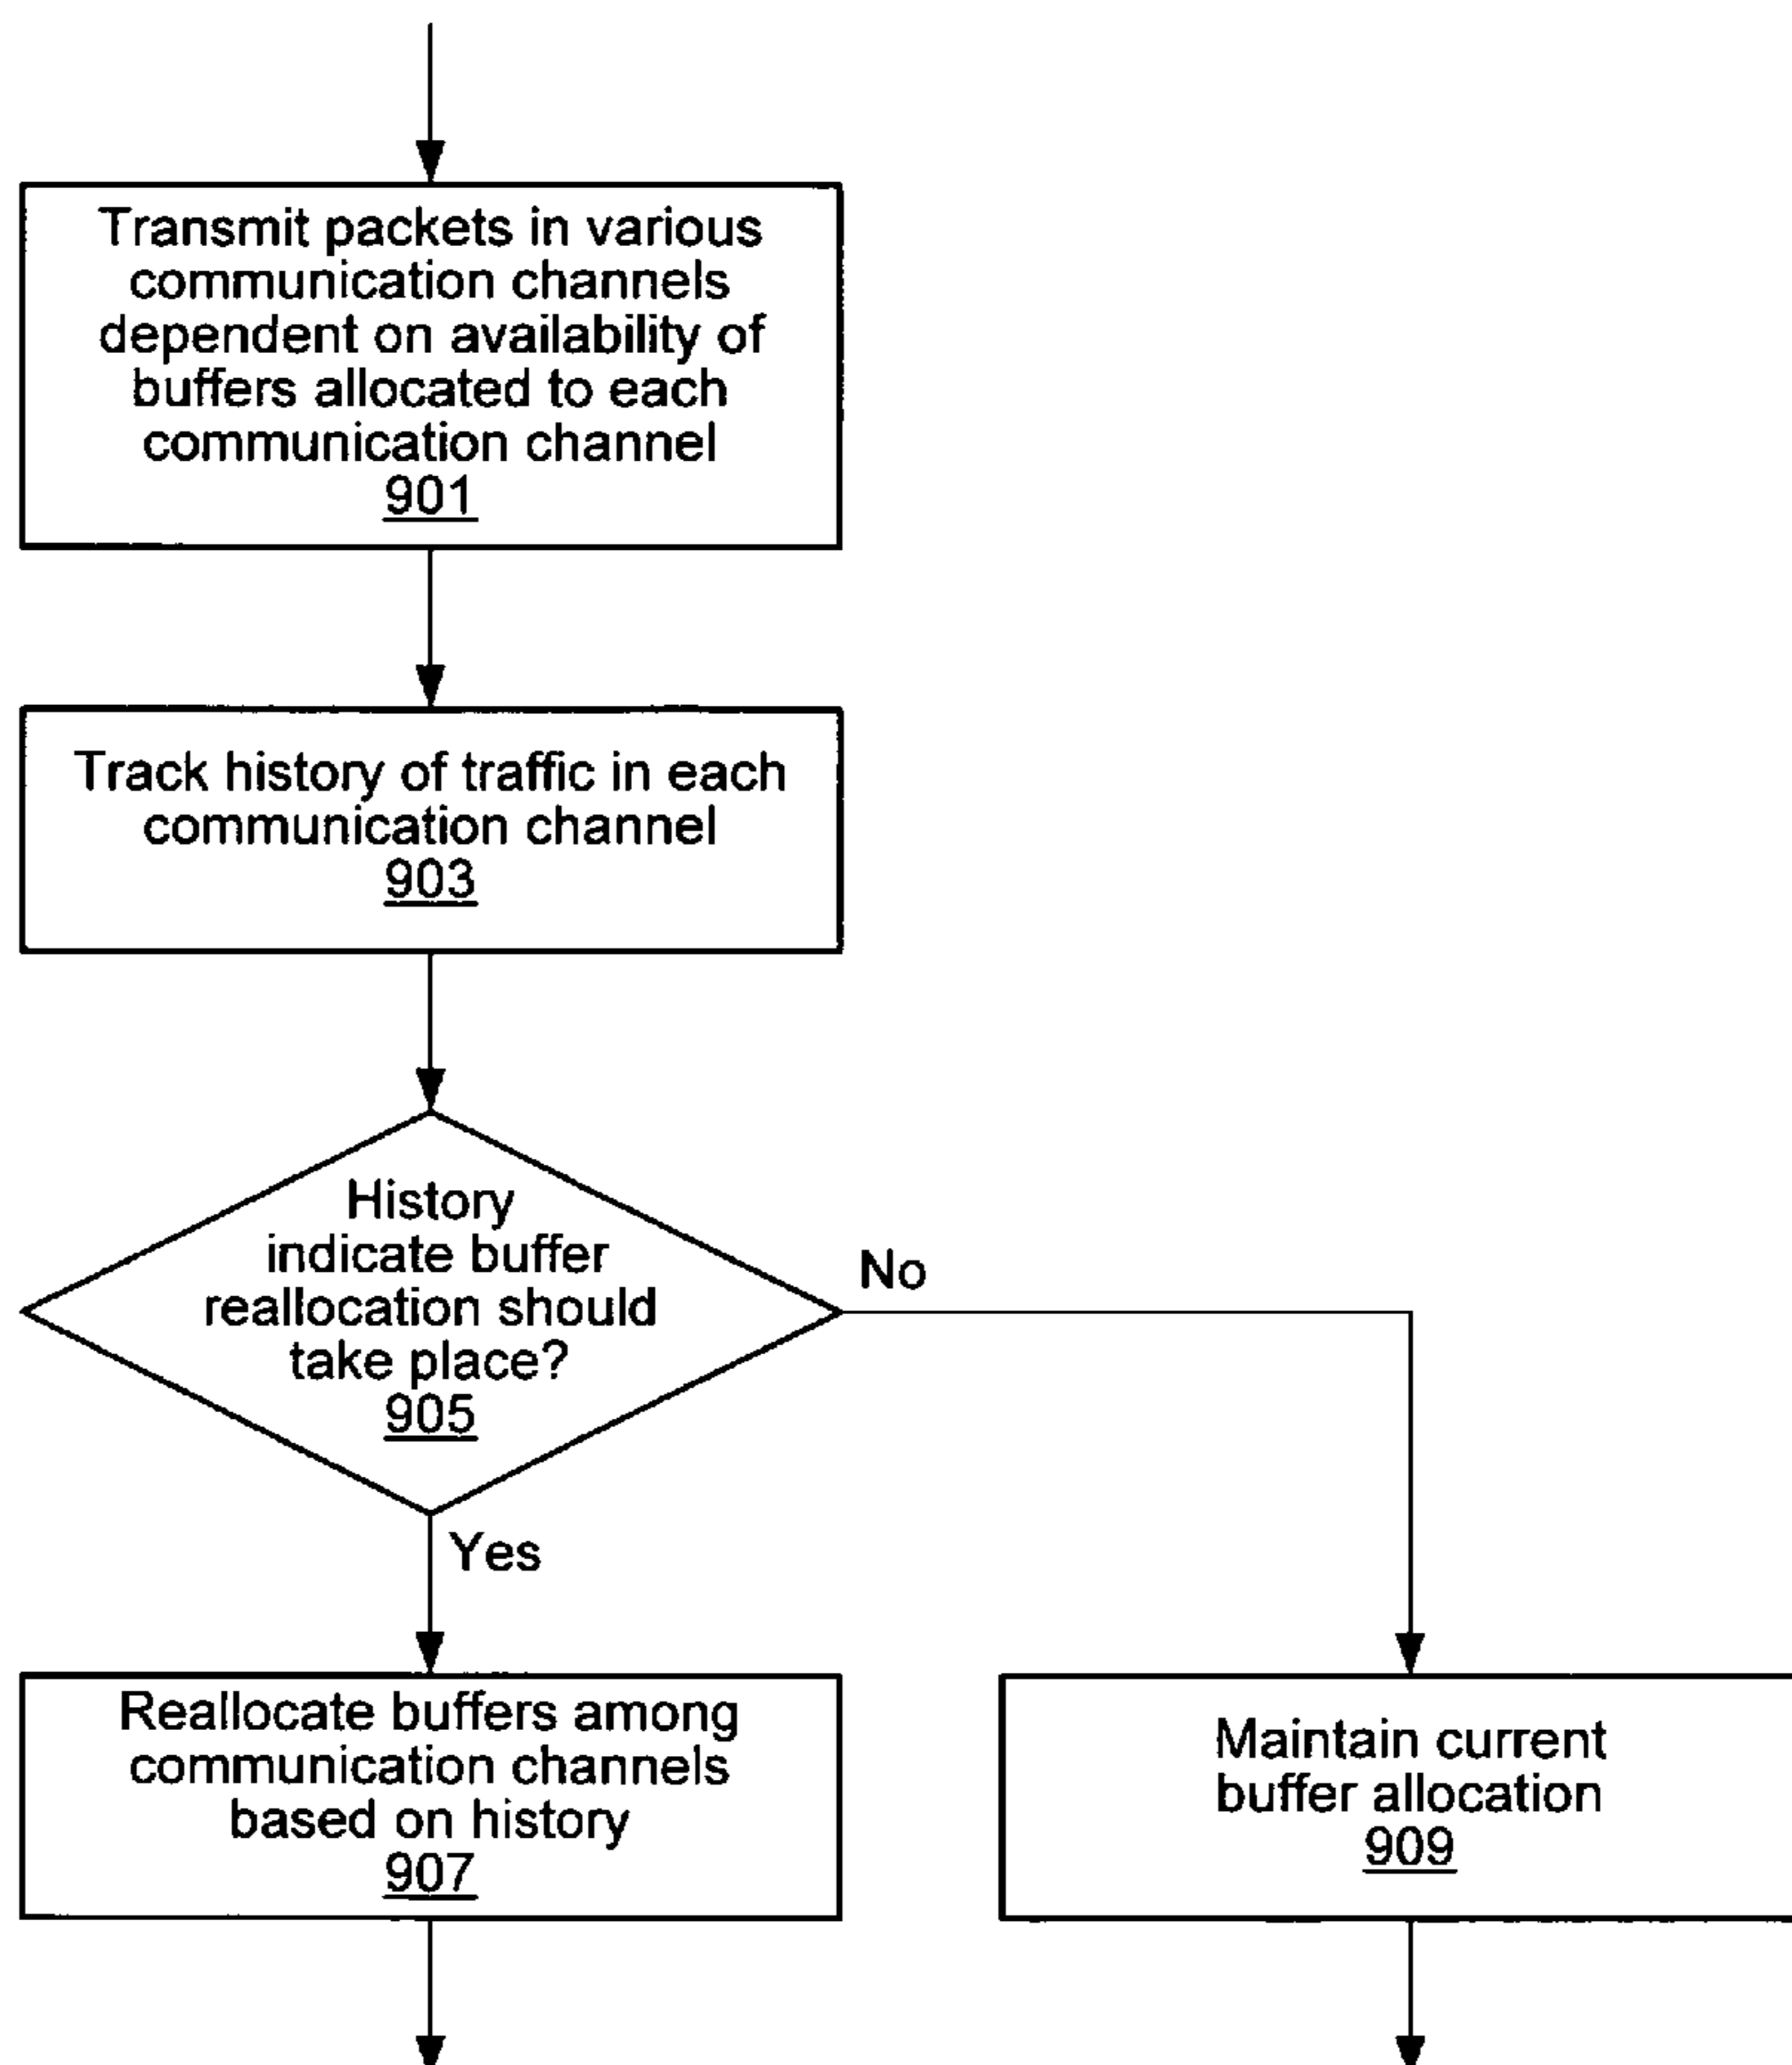 Transmit packets in various
communication channels
dependent on availability of
buffers allocated to each
communication channel
901
Track history of traffic in each
communication channel
903
History
indicate buffer
reallocation should
take place?
905
No
Yes
Reallocate buffers among
communication channels
based on history
907
Maintain current
buffer allocation
909